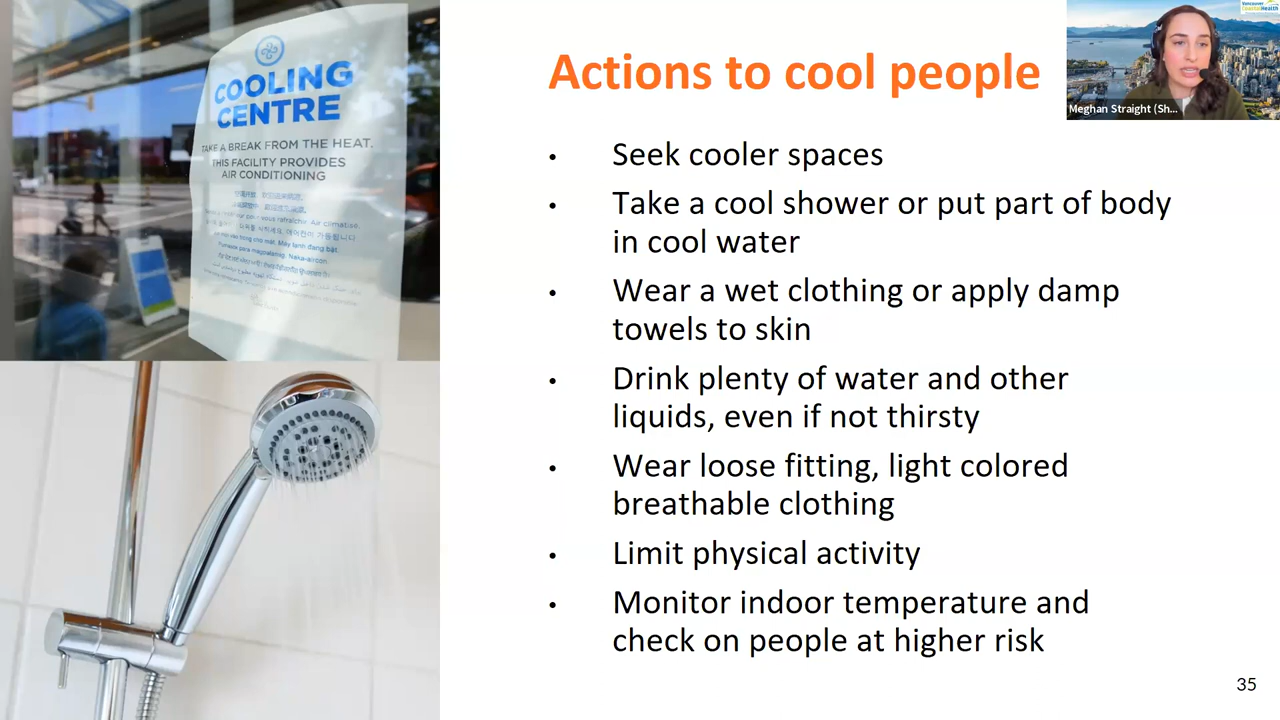 COOLING
CENTRE
TAKE A BREAK FROM THE HEAT.
THIS FACILITY PROVIDES
AIR CONDITIONING
Actions to cool people
Vancouver
CoastalHealth
Meghan Straight (Sh...
• Seek cooler spaces
• Take a cool shower or put part of body
in cool water
• Wear a wet clothing or apply damp
towels to skin
• Drink plenty of water and other
liquids, even if not thirsty
• Wear loose fitting, light colored
breathable clothing
• Limit physical activity
• Monitor indoor temperature and
check on people at higher risk
35